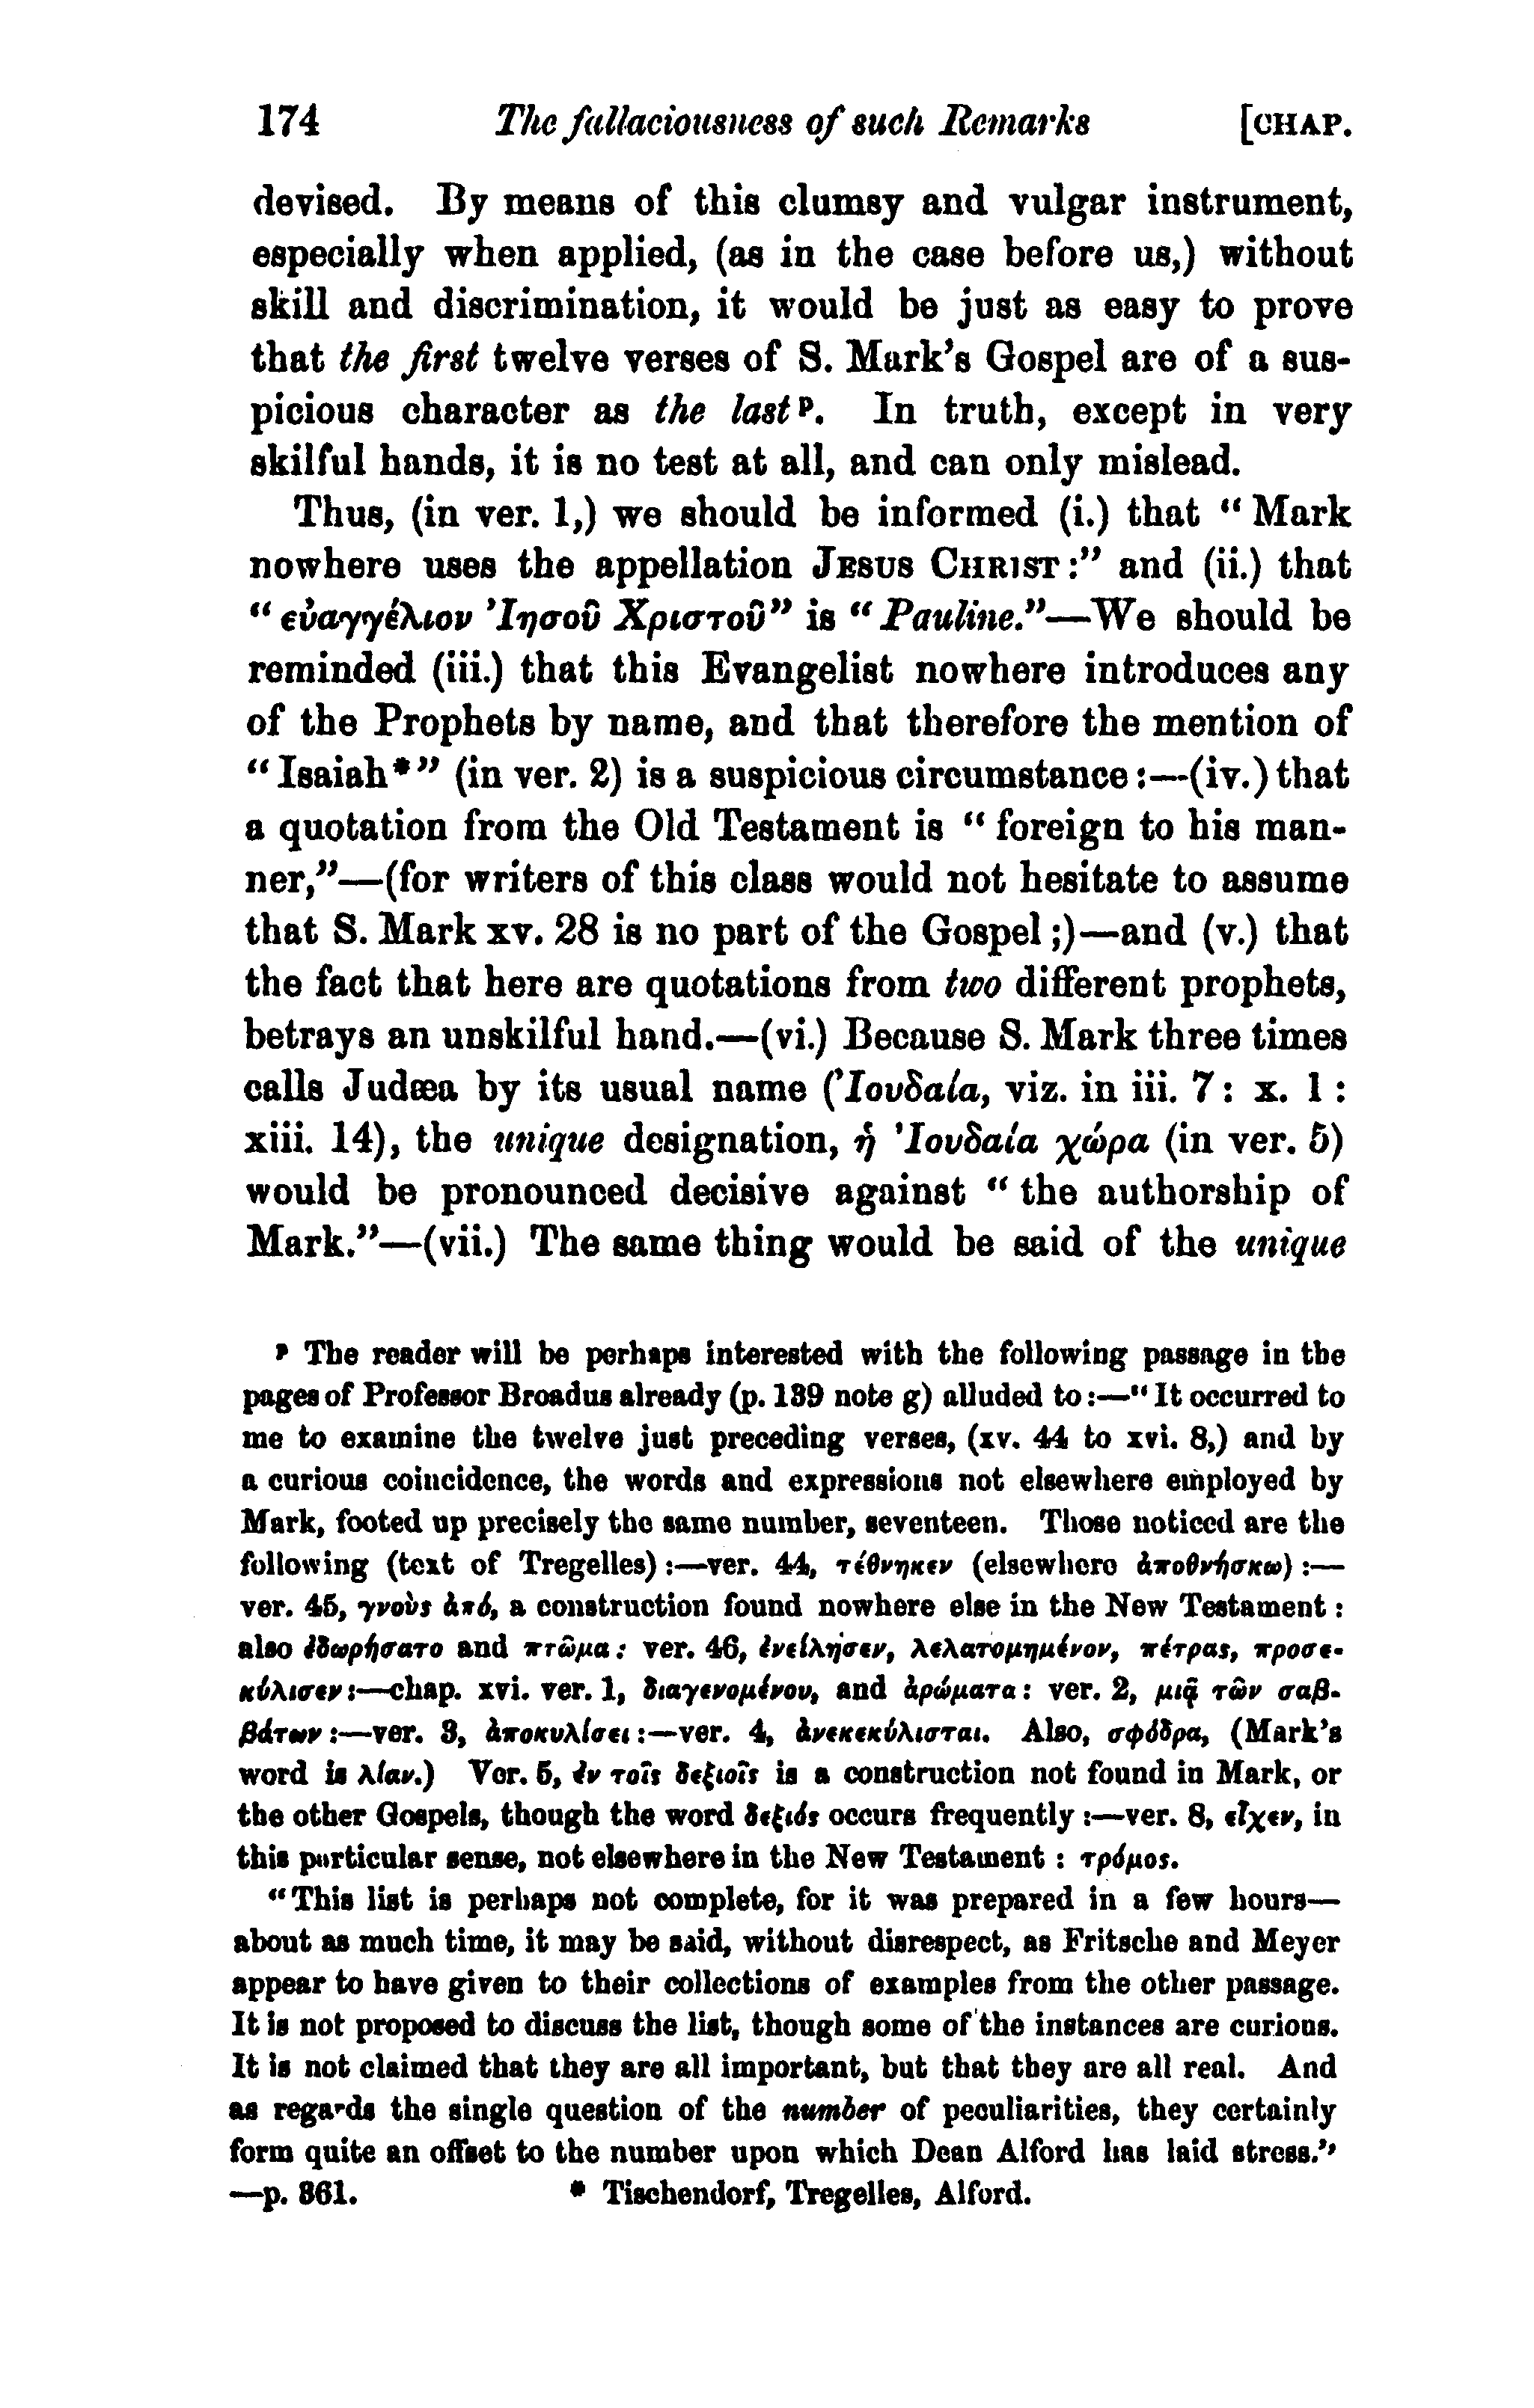 174 The fallaciousness of such Remarks [CHAP.
devised. By means of this clumsy and vulgar instrument,
especially when applied, (as in the case before us,) without
skill and discrimination, it would be just as easy to prove
that the first twelve verses of S. Mark's Gospel are of a sus-
picious character as the last p. In truth, except in very
skilful hands, it is no test at all, and can only mislead.
Thus, (in ver. 1,) we should be informed (i.) that “Mark
nowhere uses the appellation JESUS CHRIST:” and (ii.) that
“εὐαγγέλιον Ἰησοῦ Χριστοῦ” is “Pauline.”—We should be
reminded (iii.) that this Evangelist nowhere introduces any
of the Prophets by name, and that therefore the mention of
“Isaiah*” (in ver. 2) is a suspicious circumstance:—(iv.) that
a quotation from the Old Testament is “foreign to his man-
ner,”—(for writers of this class would not hesitate to assume
that S. Mark xv. 28 is no part of the Gospel;)—and (v.) that
the fact that here are quotations from two different prophets,
betrays an unskilful hand.—(vi.) Because S. Mark three times
calls Judæa by its usual name (Ἰουδαία, viz. in iii. 7: x. 1:
xiii. 14), the unique designation, ἡ Ἰουδαία χώρα (in ver. 5)
would be pronounced decisive against “the authorship of
Mark.”—(vii.) The same thing would be said of the unique
p The reader will be perhaps interested with the following passage in the
pages of Professor Broadus already (p. 139 note g) alluded to:—“It occurred to
me to examine the twelve just preceding verses, (xv. 44 to xvi. 8,) and by
a curious coincidence, the words and expressions not elsewhere employed by
Mark, footed up precisely the same number, seventeen. Those noticed are the
following (text of Tregelles):—ver. 44, τέθνηκεν (elsewhere ἀποθνήσκω):—
ver. 45, γνοὺς ἀπό, a construction found nowhere else in the New Testament:
also ἐδωρήσατο and πτῶμα: ver. 46, ἐνείλησεν, λελατομημένον, πέτρας, προσε-
κύλισεν:—chap. xvi. ver. 1, διαγενομένου, and ἀρώματα: ver. 2, μιᾷ τῶν σαβ-
βάτων:—ver. 3, ἀποκυλίσει:—ver. 4, ἀνεκεκύλισται. Also, σφόδρα, (Mark's
word is λίαν.) Ver. 5, ἐν τοῖς δεξιοῖς is a construction not found in Mark, or
the other Gospels, though the word δεξιός occurs frequently:—ver. 8, εἶχεν, in
this particular sense, not elsewhere in the New Testament: τρόμος.
“This list is perhaps not complete, for it was prepared in a few hours—
about as much time, it may be said, without disrespect, as Fritsche and Meyer
appear to have given to their collections of examples from the other passage.
It is not proposed to discuss the list, though some of the instances are curious.
It is not claimed that they are all important, but that they are all real. And
as regards the single question of the number of peculiarities, they certainly
form quite an offset to the number upon which Dean Alford has laid stress.”
—p. 361. * Tischendorf, Tregelles, Alford.